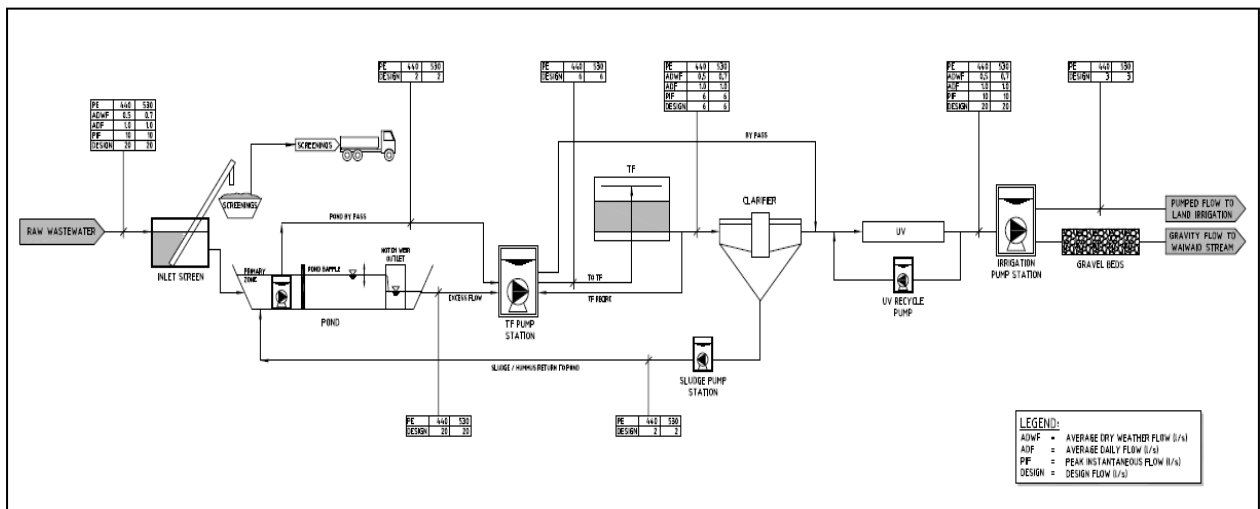 PE 440 530
DESIGN 2 2
PE 440 530
DESIGN 6 6
PE 440 530
ADWF 0,5 0,7
ADF 1,0 1,0
PIF 6 6
DESIGN 6 6
PE 440 530
ADWF 0,5 0,7
ADF 1,0 1,0
PIF 10 10
DESIGN 20 20
PE 440 530
DESIGN 3 3
PE 440 530
ADWF 0,5 0,7
ADF 1,0 1,0
PIF 10 10
DESIGN 20 20
SCREENINGS
SCREENINGS
BY PASS
TF
CLARIFIER
RAW WASTEWATER
INLET SCREEN
POND BY PASS
PRIMARY
ZONE
POND BAFFLE
NOTCH WEIR
OUTLET
POND
EXCESS FLOW
TF PUMP
STATION
TO TF
TF RECIRC
UV
UV RECYCLE
PUMP
IRRIGATION
PUMP STATION
GRAVEL BEDS
PUMPED FLOW TO
LAND IRRIGATION
GRAVITY FLOW TO
WAIWAIO STREAM
SLUDGE / HUMMUS RETURN TO POND
SLUDGE PUMP
STATION
PE 440 530
DESIGN 20 20
PE 440 530
DESIGN 2 2
LEGEND:
ADWF = AVERAGE DRY WEATHER FLOW (l/s)
ADF = AVERAGE DAILY FLOW (l/s)
PIF = PEAK INSTANTANEOUS FLOW (l/s)
DESIGN = DESIGN FLOW (l/s)